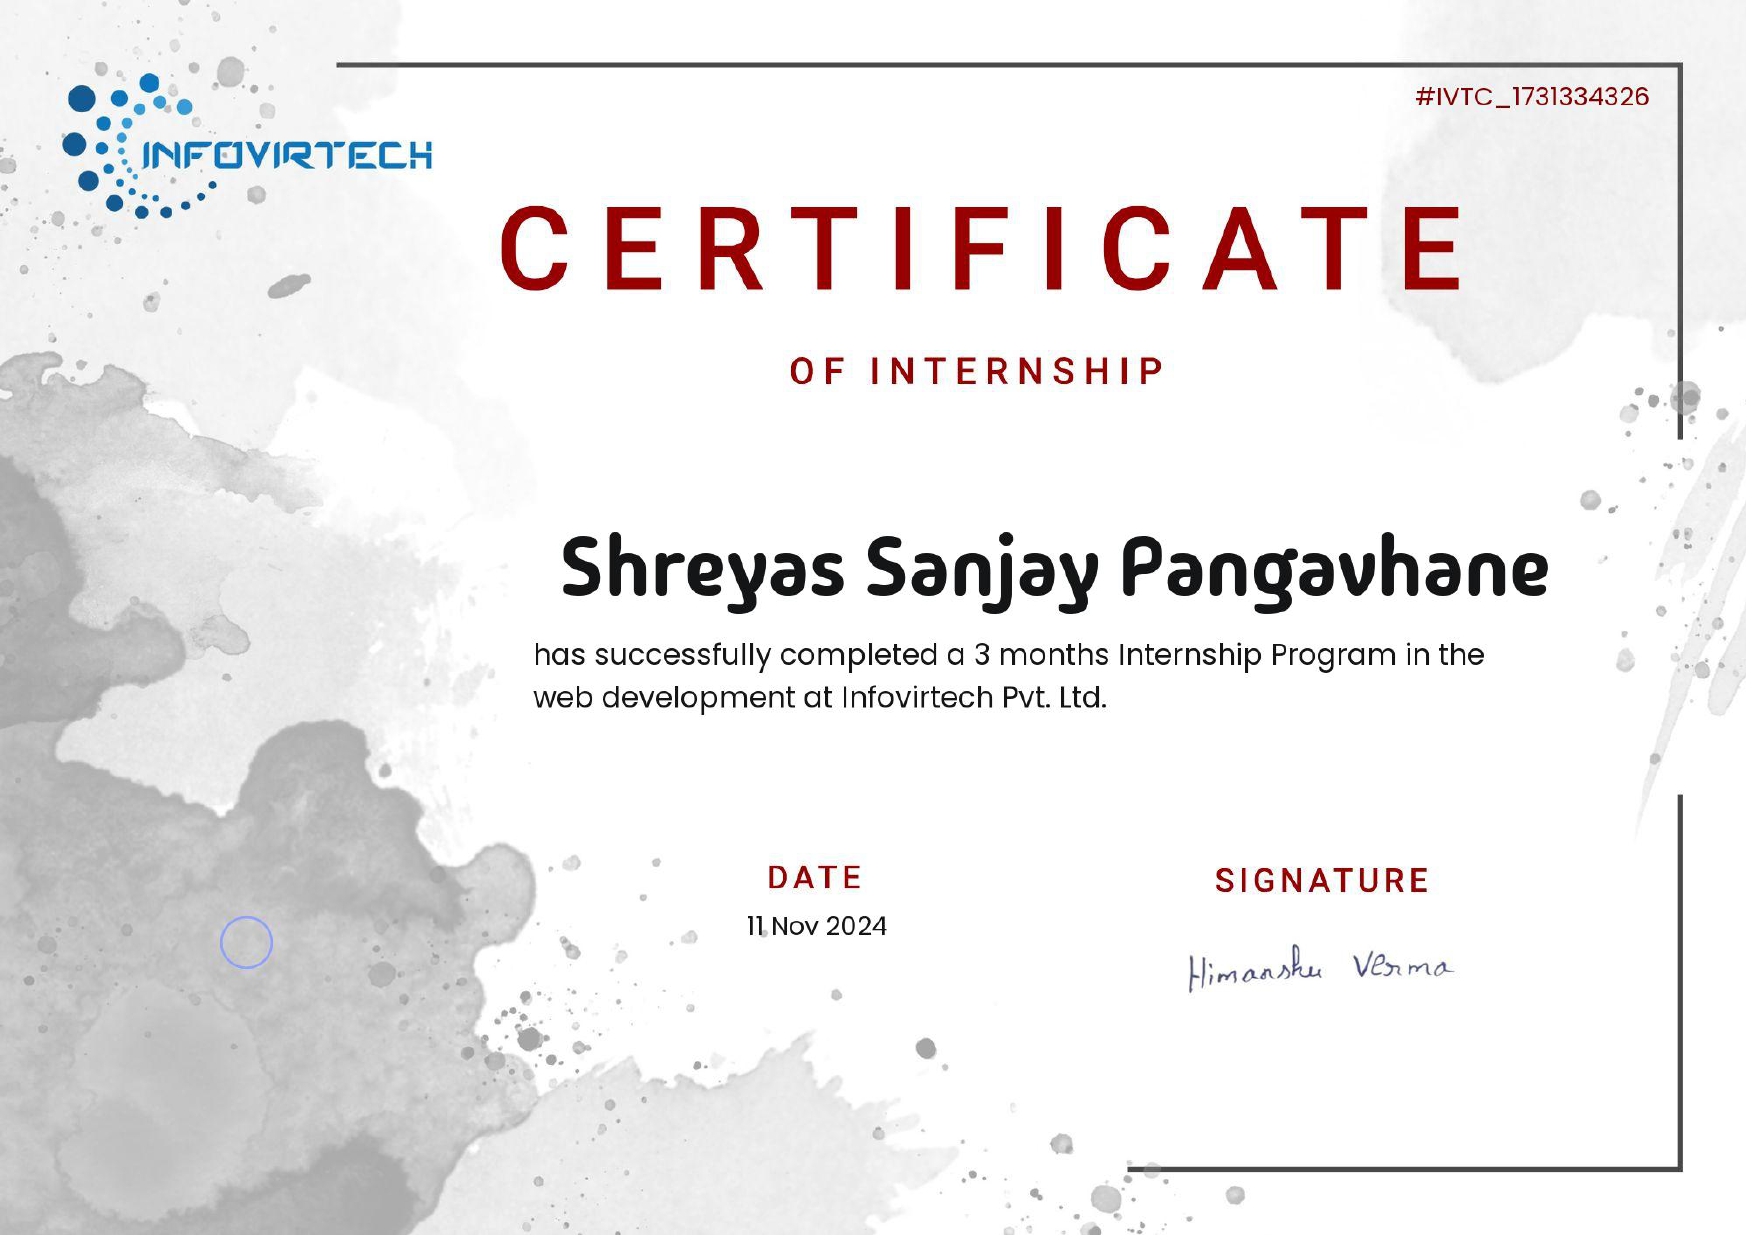 #IVTC_1731334326
INFOVIRTECH
CERTIFICATE
OF INTERNSHIP
Shreyas Sanjay Pangavhane
has successfully completed a 3 months Internship Program in the
web development at Infovirtech Pvt. Ltd.
DATE
11 Nov 2024
SIGNATURE
Himanshu Verma